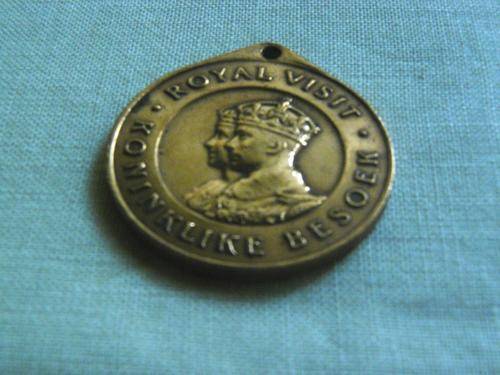 · ROYAL VISIT ·
KONINKLIKE BESOEK